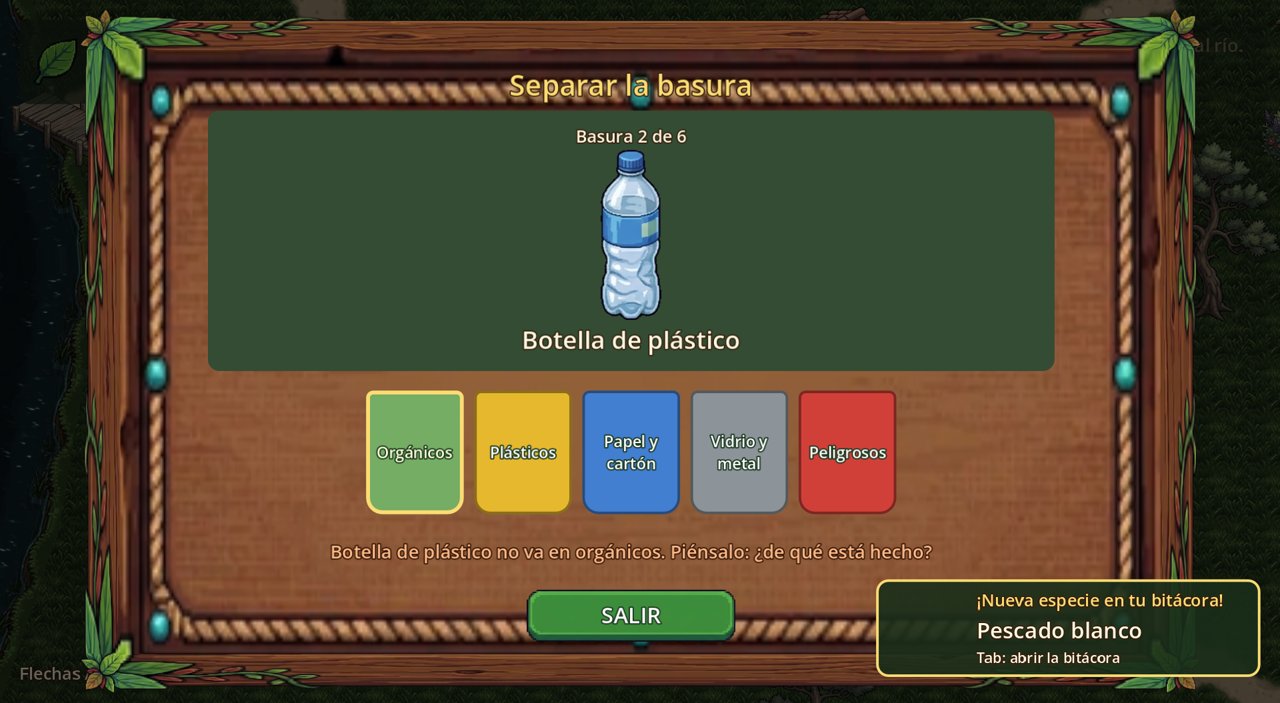 al río.
Separar la basura
Basura 2 de 6
Botella de plástico
Orgánicos
Plásticos
Papel y
cartón
Vidrio y
metal
Peligrosos
Botella de plástico no va en orgánicos. Piénsalo: ¿de qué está hecho?
SALIR
¡Nueva especie en tu bitácora!
Pescado blanco
Tab: abrir la bitácora
Flechas